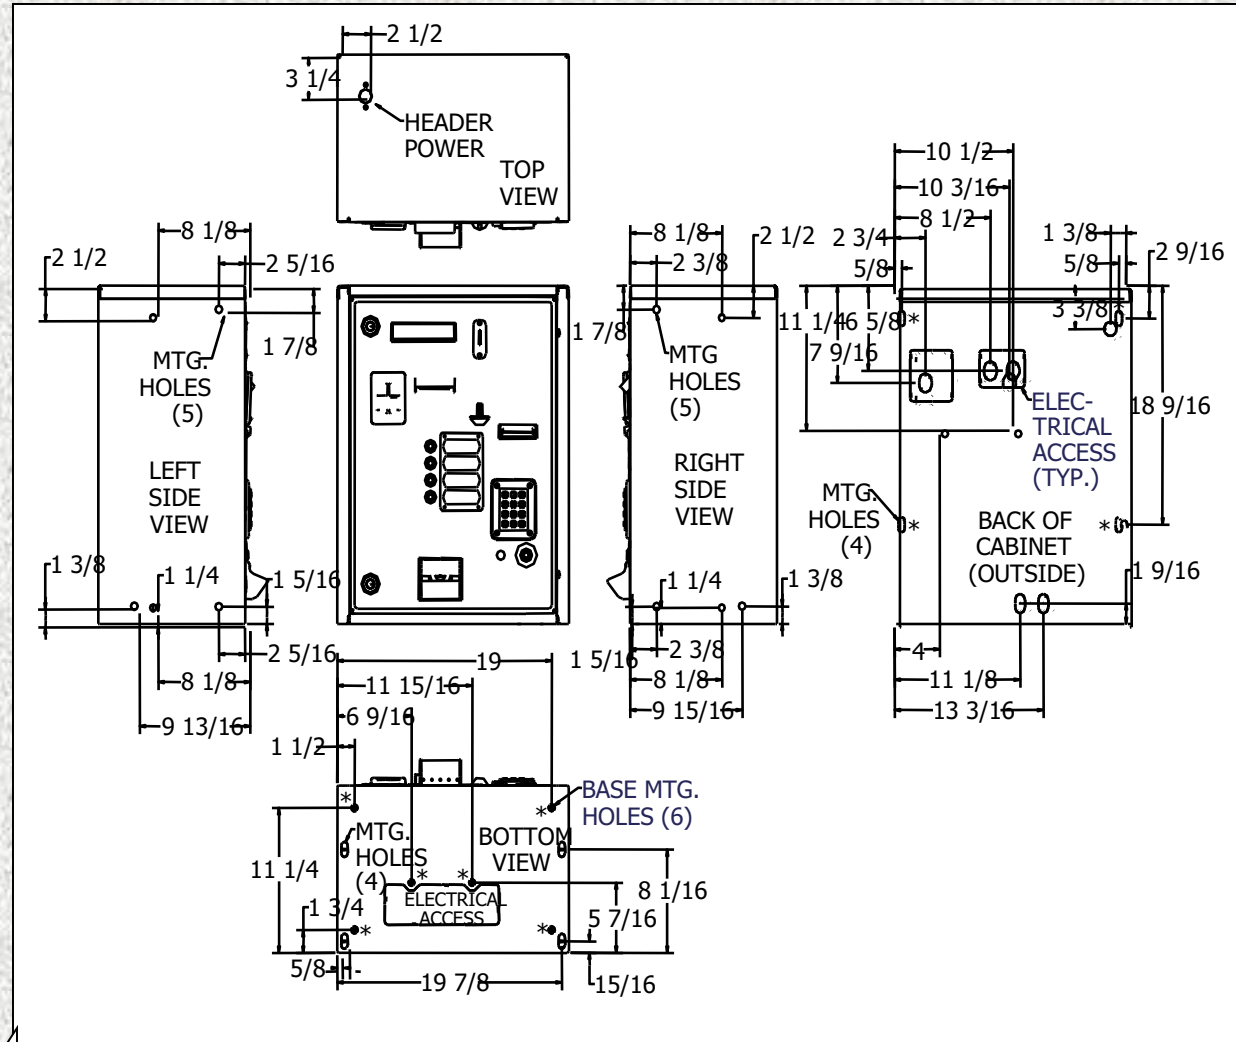 2 1/2
3 1/4
HEADER
POWER
TOP
VIEW
8 1/8
2 1/2
2 5/16
1 7/8
MTG.
HOLES
(5)
LEFT
SIDE
VIEW
1 3/8
1 1/4
1 5/16
2 5/16
8 1/8
9 13/16
8 1/8
2 1/2
2 3/8
1 7/8
MTG
HOLES
(5)
RIGHT
SIDE
VIEW
1 1/4
1 3/8
1 5/16
2 3/8
8 1/8
9 15/16
10 1/2
10 3/16
8 1/2
2 3/4
5/8
1 3/8
5/8
2 9/16
3 3/8
11 1/4
6 5/8
7 9/16
*
*
ELEC-
TRICAL
ACCESS
(TYP.)
18 9/16
MTG.
HOLES
(4)
*
*
BACK OF
CABINET
(OUTSIDE)
1 9/16
4
11 1/8
13 3/16
19
11 15/16
6 9/16
1 1/2
BASE MTG.
HOLES (6)
*
*
MTG.
HOLES
(4)
BOTTOM
VIEW
11 1/4
*
*
ELECTRICAL
ACCESS
8 1/16
1 3/4
*
*
5 7/16
5/8
19 7/8
15/16